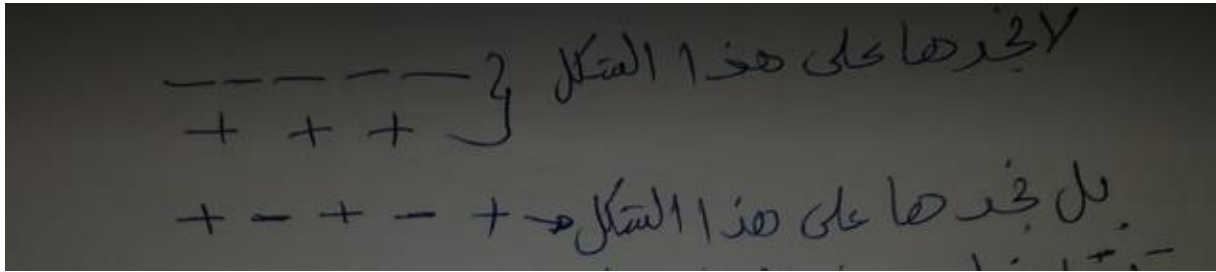 لا نجدها على هذا الشكل } — — — — —
+ + +
بل نجدها على هذا الشكل ← + − + − +